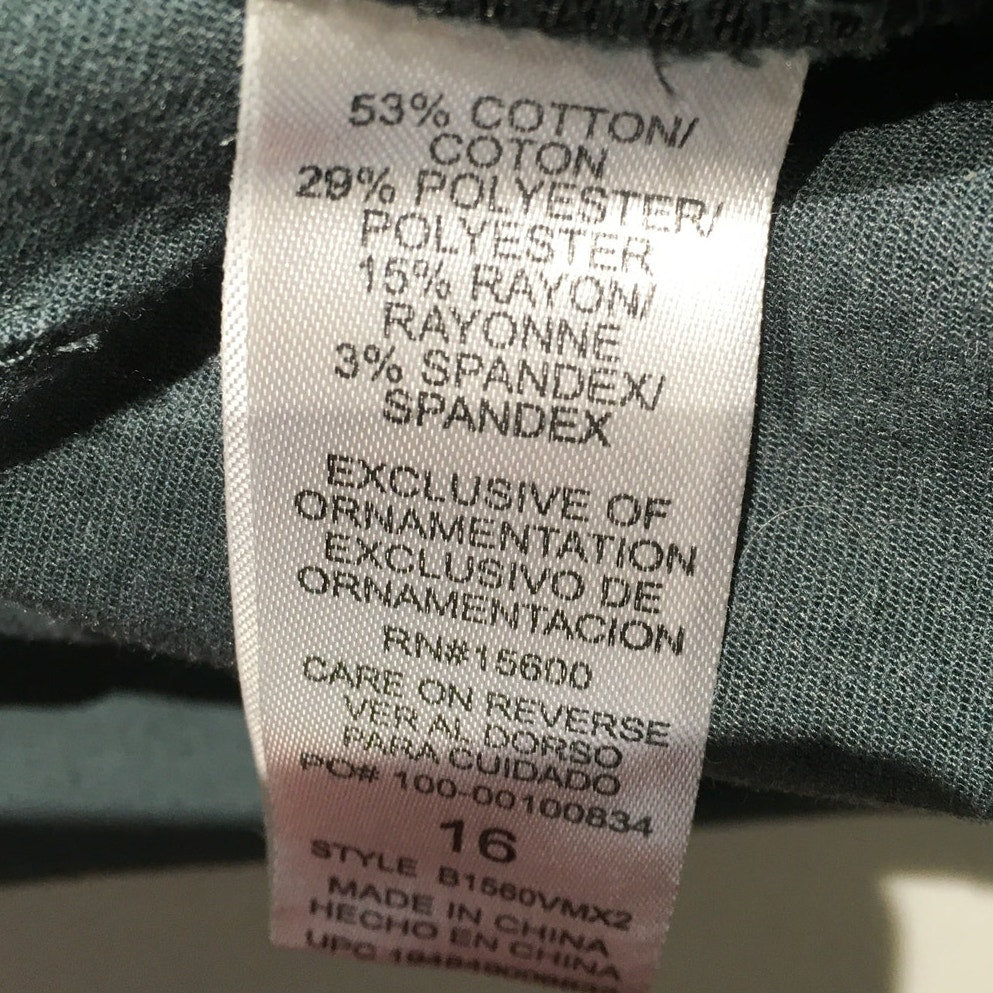 53% COTTON/
COTON
29% POLYESTER/
POLYESTER
15% RAYON/
RAYONNE
3% SPANDEX/
SPANDEX
EXCLUSIVE OF
ORNAMENTATION
EXCLUSIVO DE
ORNAMENTACION
RN#15600
CARE ON REVERSE
VER AL DORSO
PARA CUIDADO
PO# 100-00100834
16
STYLE B1560VMX2
MADE IN CHINA
HECHO EN CHINA
UPC